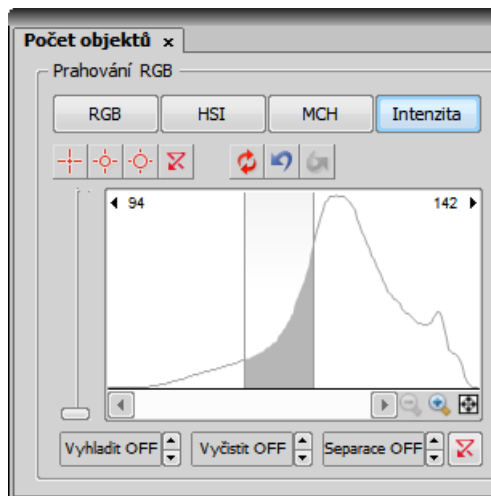 Počet objektů x
Prahování RGB
RGB HSI MCH Intenzita
94 142
Vyhladit OFF Vyčistit OFF Separace OFF